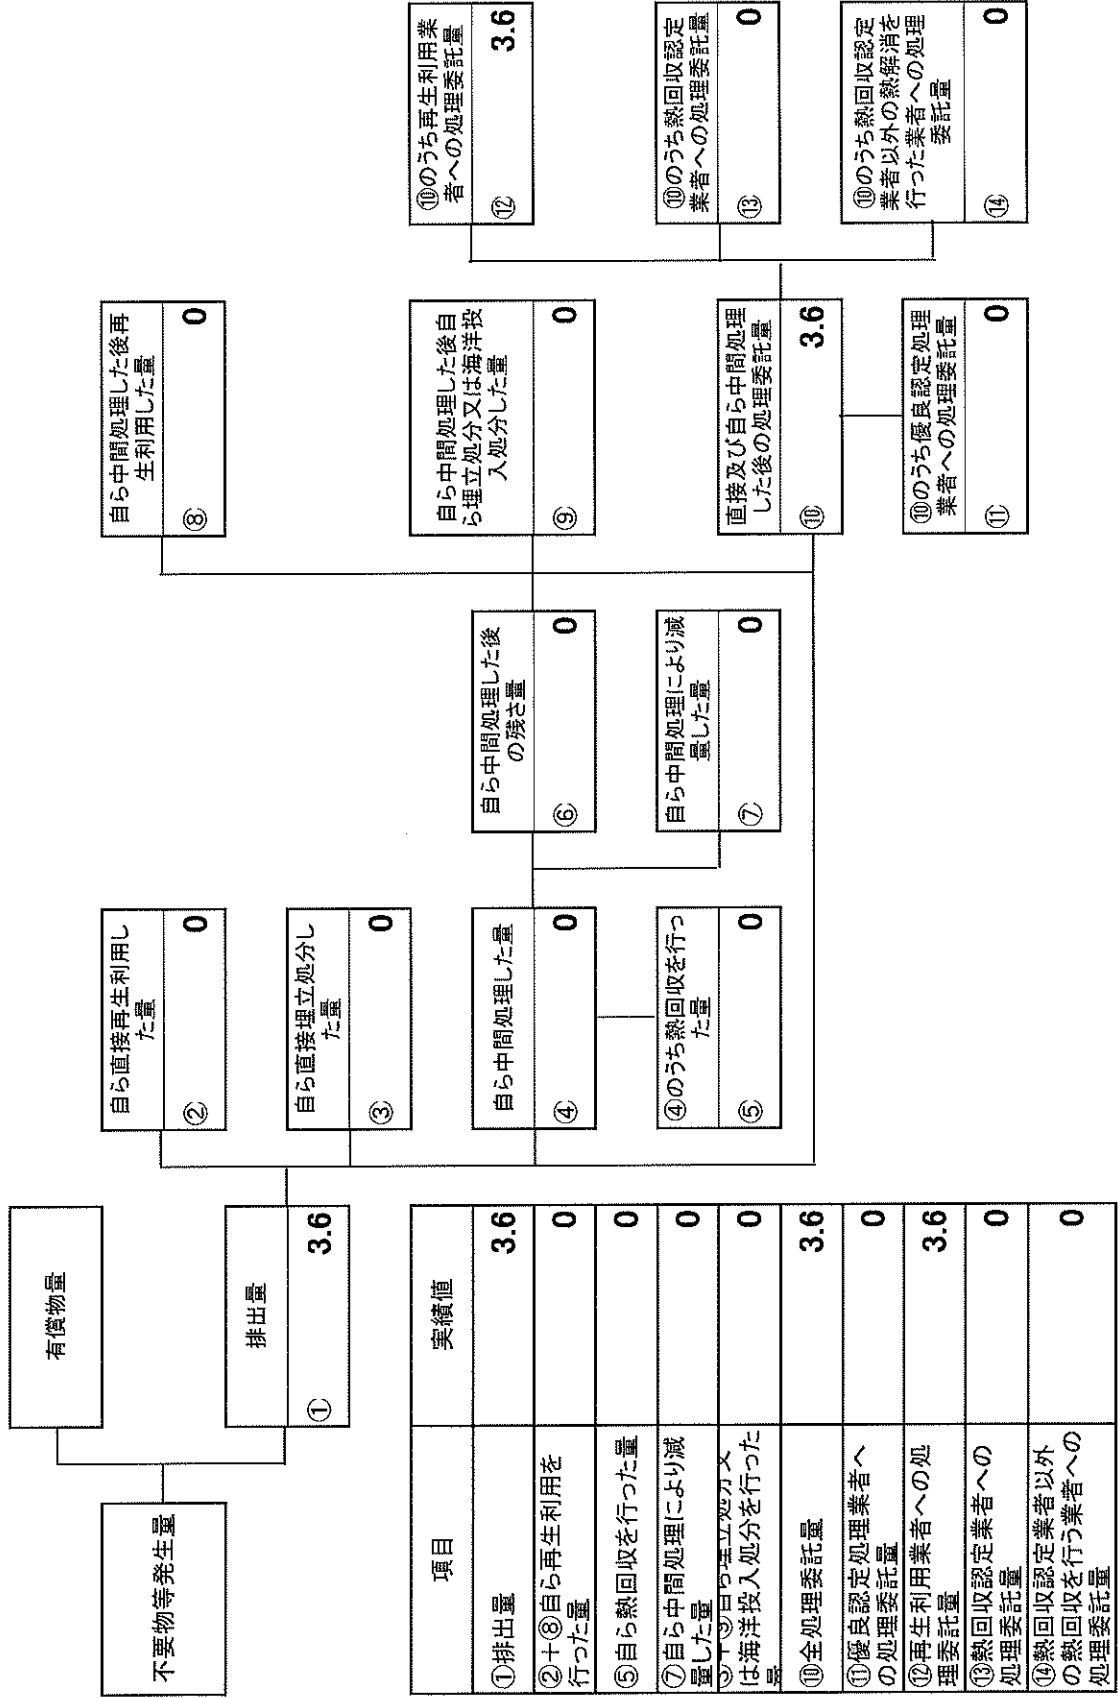 不要物等発生量
有償物量
排出量
① 3.6
自ら直接再生利用し
た量
② 0
自ら直接埋立処分し
た量
③ 0
自ら中間処理した量
④ 0
④のうち熱回収を行っ
た量
⑤ 0
自ら中間処理した後
の残さ量
⑥ 0
自ら中間処理により減
量した量
⑦ 0
自ら中間処理した後再
生利用した量
⑧ 0
自ら中間処理した後自
ら埋立処分又は海洋投
入処分した量
⑨ 0
直接及び自ら中間処理
した後の処理委託量
⑩ 3.6
⑩のうち優良認定処理
業者への処理委託量
⑪ 0
⑩のうち再生利用業
者への処理委託量
⑫ 3.6
⑩のうち熱回収認定
業者への処理委託量
⑬ 0
⑩のうち熱回収認定
業者以外の熱解消を
行った業者への処理
委託量
⑭ 0
項目 実績値
①排出量 3.6
②+⑧自ら再生利用を
行った量 0
⑤自ら熱回収を行った量 0
⑦自ら中間処理により減
量した量 0
③+⑨自ら埋立処分又
は海洋投入処分を行った
量 0
⑩全処理委託量 3.6
⑪優良認定処理業者へ
の処理委託量 0
⑫再生利用業者への処
理委託量 3.6
⑬熱回収認定業者への
処理委託量 0
⑭熱回収認定業者以外
の熱回収を行う業者への
処理委託量 0